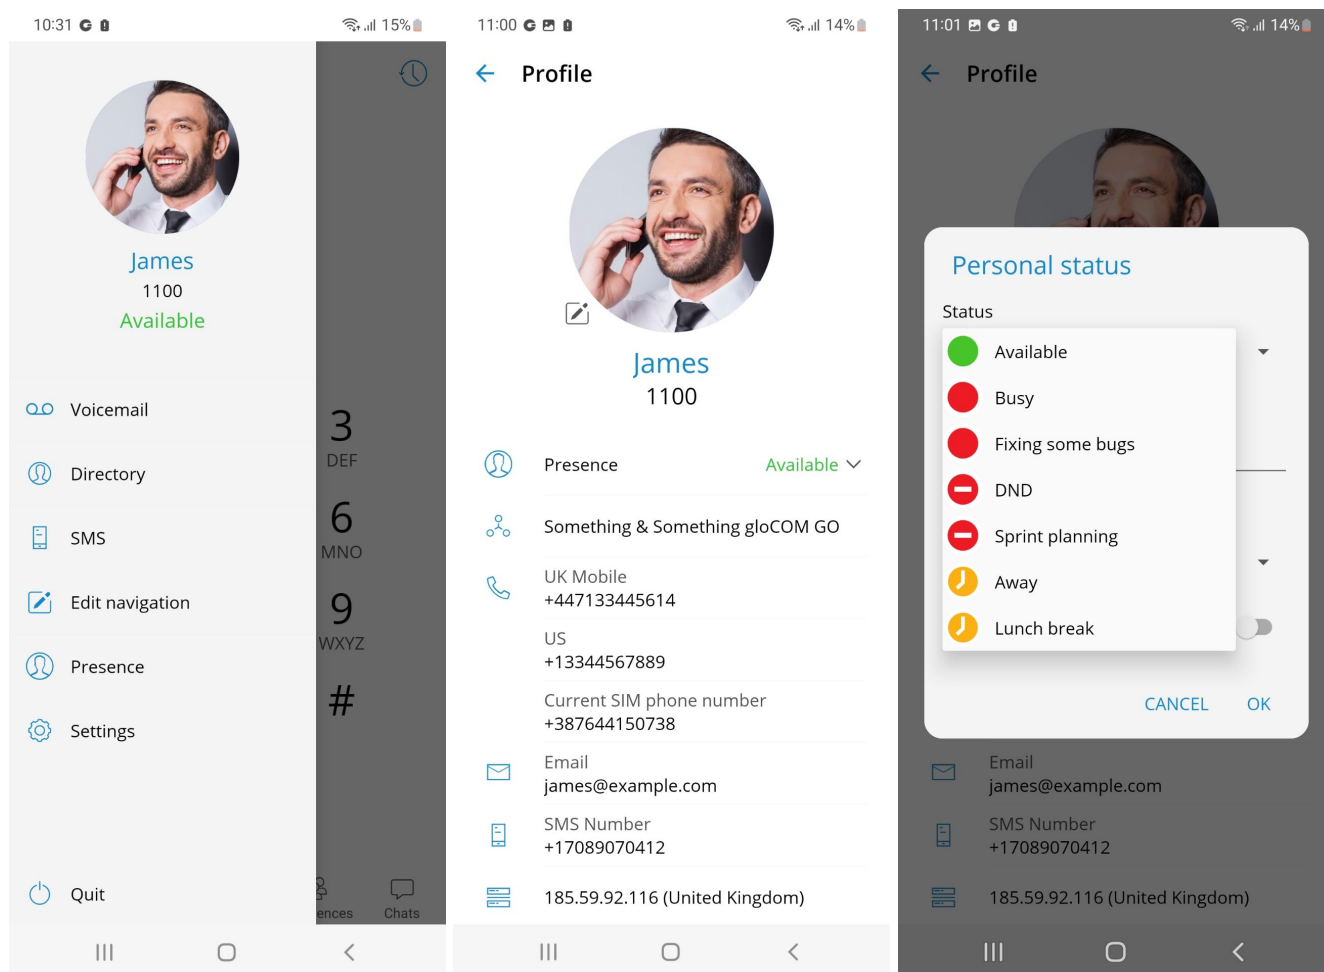 10:31
15%
James
1100
Available
Voicemail
Directory
SMS
Edit navigation
Presence
Settings
Quit
3
DEF
6
MNO
9
WXYZ
#
ences
Chats
11:00
14%
Profile
James
1100
Presence
Available
Something & Something gloCOM GO
UK Mobile
+447133445614
US
+13344567889
Current SIM phone number
+387644150738
Email
james@example.com
SMS Number
+17089070412
185.59.92.116 (United Kingdom)
11:01
14%
Profile
Personal status
Status
Available
Busy
Fixing some bugs
DND
Sprint planning
Away
Lunch break
CANCEL
OK
Email
james@example.com
SMS Number
+17089070412
185.59.92.116 (United Kingdom)